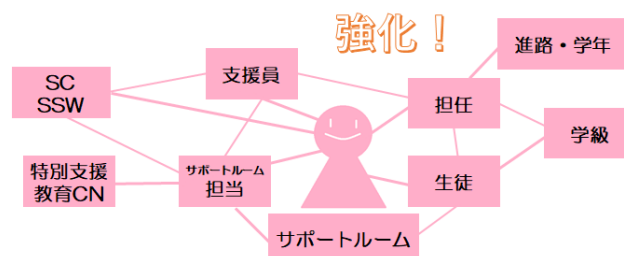 強化！
進路・学年
支援員
SC
SSW
担任
学級
特別支援
教育CN
サポートルーム
担当
生徒
サポートルーム